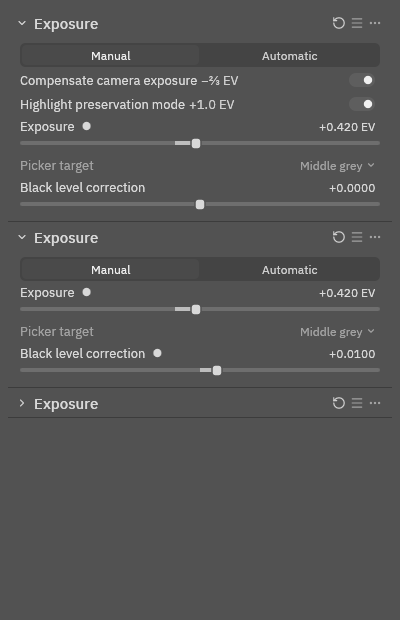 Exposure
Manual Automatic
Compensate camera exposure −⅔ EV
Highlight preservation mode +1.0 EV
Exposure +0.420 EV
Picker target Middle grey
Black level correction +0.0000
Exposure
Manual Automatic
Exposure +0.420 EV
Picker target Middle grey
Black level correction +0.0100
Exposure